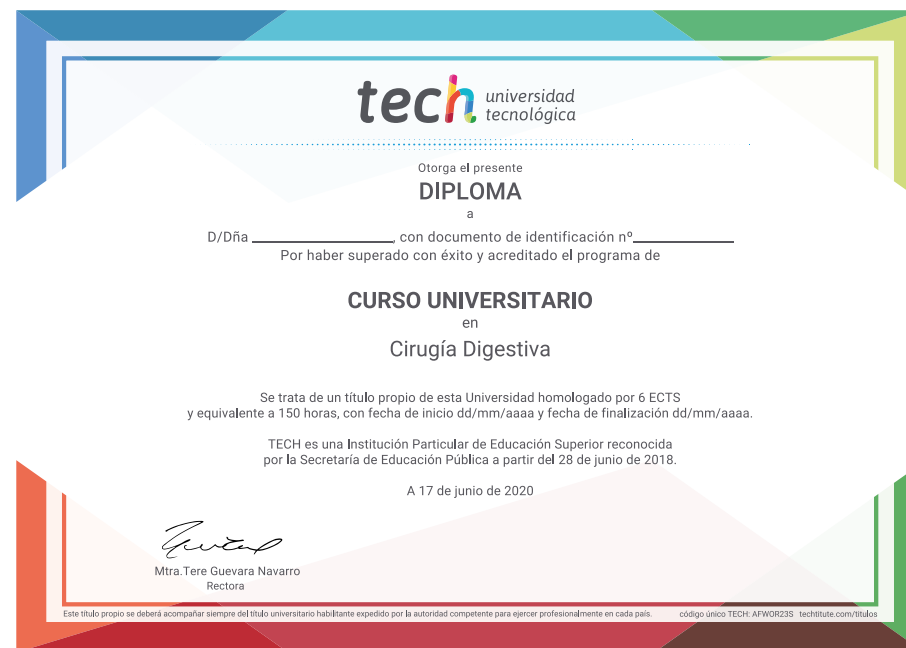 tech universidad
tecnológica
Otorga el presente
DIPLOMA
a
D/Dña ____________________, con documento de identificación nº______________
Por haber superado con éxito y acreditado el programa de
CURSO UNIVERSITARIO
en
Cirugía Digestiva
Se trata de un título propio de esta Universidad homologado por 6 ECTS
y equivalente a 150 horas, con fecha de inicio dd/mm/aaaa y fecha de finalización dd/mm/aaaa.
TECH es una Institución Particular de Educación Superior reconocida
por la Secretaría de Educación Pública a partir del 28 de junio de 2018.
A 17 de junio de 2020
Mtra.Tere Guevara Navarro
Rectora
Este título propio se deberá acompañar siempre del título universitario habilitante expedido por la autoridad competente para ejercer profesionalmente en cada país. código único TECH: AFWOR23S techtitute.com/títulos